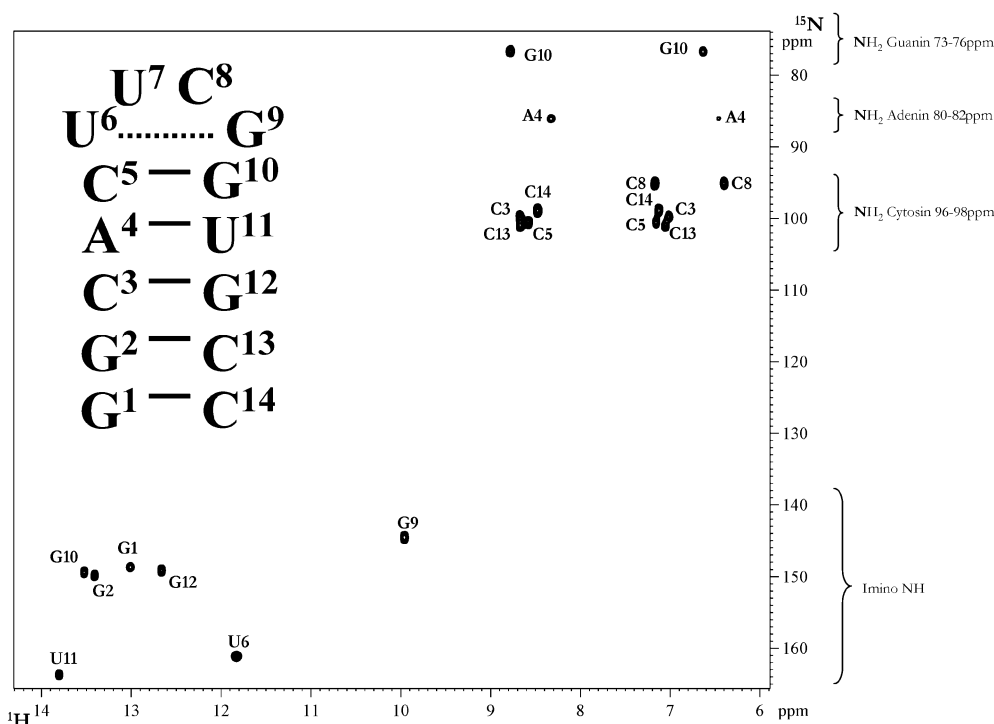 ¹⁵N
ppm
NH₂ Guanin 73-76ppm
G10
G10
80
U⁷ C⁸
U⁶ G⁹
NH₂ Adenin 80-82ppm
A4
A4
90
C⁵ G¹⁰
C8
C8
C14
C14
NH₂ Cytosin 96-98ppm
C3
C3
100
C13
C5
C5
C13
A⁴ U¹¹
110
C³ G¹²
120
G² C¹³
130
G¹ C¹⁴
140
G9
G10
G1
G2
G12
150
Imino NH
U6
160
U11
14 13 12 11 10 9 8 7 6 ppm
¹H